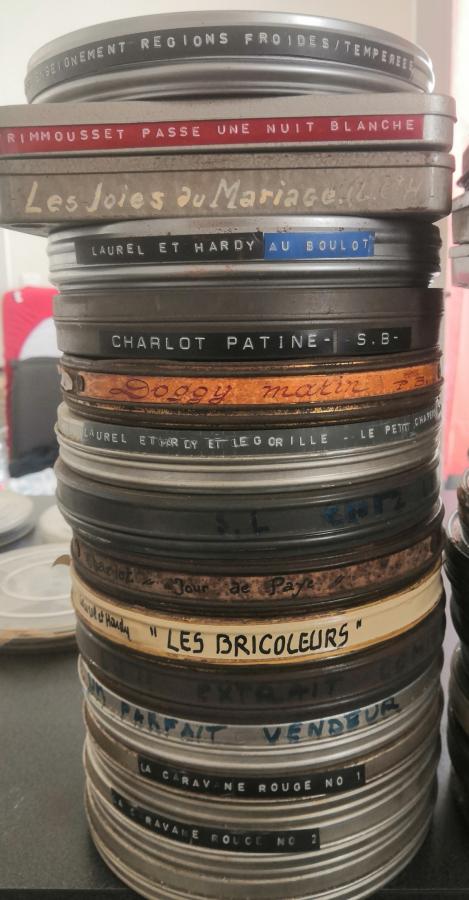 REGIONS FROIDES/TEMPEREES
RIMMOUSSET PASSE UNE NUIT BLANCHE
Les Joies du Mariage.
LAUREL ET HARDY AU BOULOT
CHARLOT PATINE- S.B-
Doggy matin
LAUREL ET HARDY ET LE GORILLE -- LE PETIT
S.L
Charlot "Jour de Paye"
Laurel et Hardy "LES BRICOLEURS"
EXTRAIT
UN PARFAIT VENDEUR
LA CARAVANE ROUGE NO 1
LA CARAVANE ROUGE NO 2